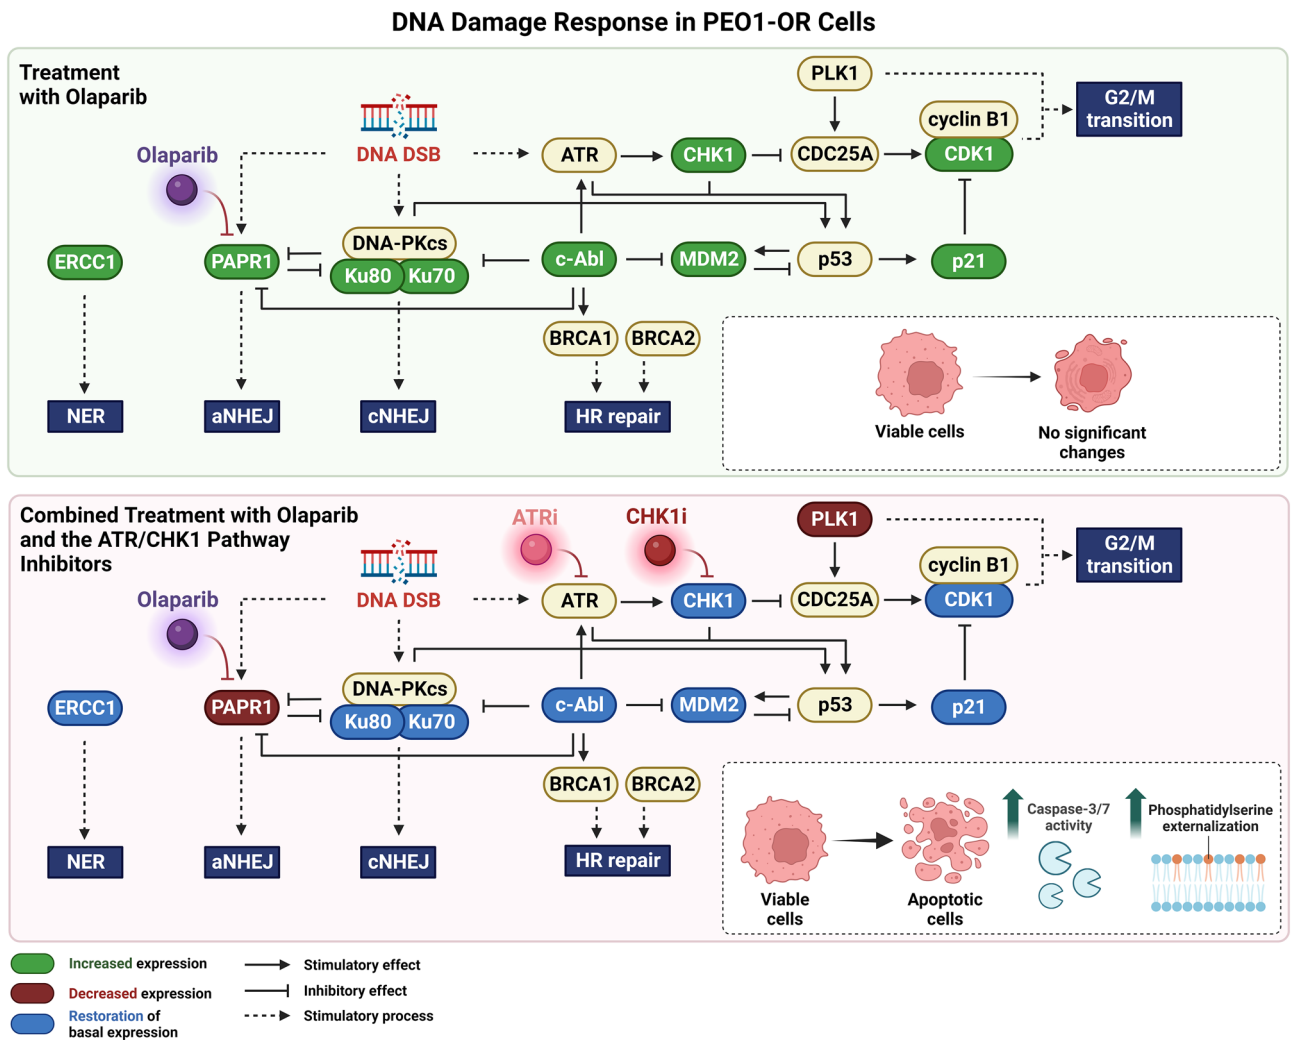 DNA Damage Response in PEO1-OR Cells
Treatment
with Olaparib
PLK1
G2/M
transition
cyclin B1
CDK1
Olaparib
DNA DSB
ATR
CHK1
CDC25A
ERCC1
PAPR1
DNA-PKcs
Ku80
Ku70
c-Abl
MDM2
p53
p21
BRCA1
BRCA2
NER
aNHEJ
cNHEJ
HR repair
Viable cells
No significant
changes
Combined Treatment with Olaparib
and the ATR/CHK1 Pathway
Inhibitors
ATRi
CHK1i
PLK1
G2/M
transition
cyclin B1
CDK1
Olaparib
DNA DSB
ATR
CHK1
CDC25A
ERCC1
PAPR1
DNA-PKcs
Ku80
Ku70
c-Abl
MDM2
p53
p21
BRCA1
BRCA2
NER
aNHEJ
cNHEJ
HR repair
Viable
cells
Apoptotic
cells
Caspase-3/7
activity
Phosphatidylserine
externalization
Increased expression
Decreased expression
Restoration of
basal expression
Stimulatory effect
Inhibitory effect
Stimulatory process